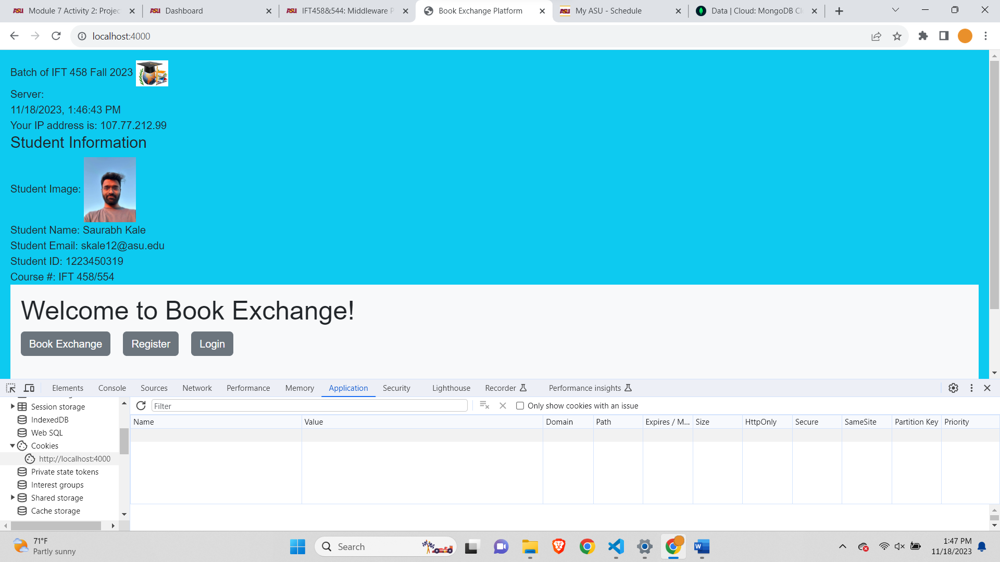 Module 7 Activity 2: Projec
Dashboard
IFT458&544: Middleware P
Book Exchange Platform
My ASU - Schedule
Data | Cloud: MongoDB Cl
localhost:4000
Batch of IFT 458 Fall 2023
Server:
11/18/2023, 1:46:43 PM
Your IP address is: 107.77.212.99
Student Information
Student Image:
Student Name: Saurabh Kale
Student Email: skale12@asu.edu
Student ID: 1223450319
Course #: IFT 458/554
Welcome to Book Exchange!
Book Exchange Register Login
Elements Console Sources Network Performance Memory Application Security Lighthouse Recorder Performance insights
Session storage
IndexedDB
Web SQL
Cookies
http://localhost:4000
Private state tokens
Interest groups
Shared storage
Cache storage
Filter
Only show cookies with an issue
Name Value Domain Path Expires / M... Size HttpOnly Secure SameSite Partition Key Priority
71°F
Partly sunny
Search
1:47 PM
11/18/2023